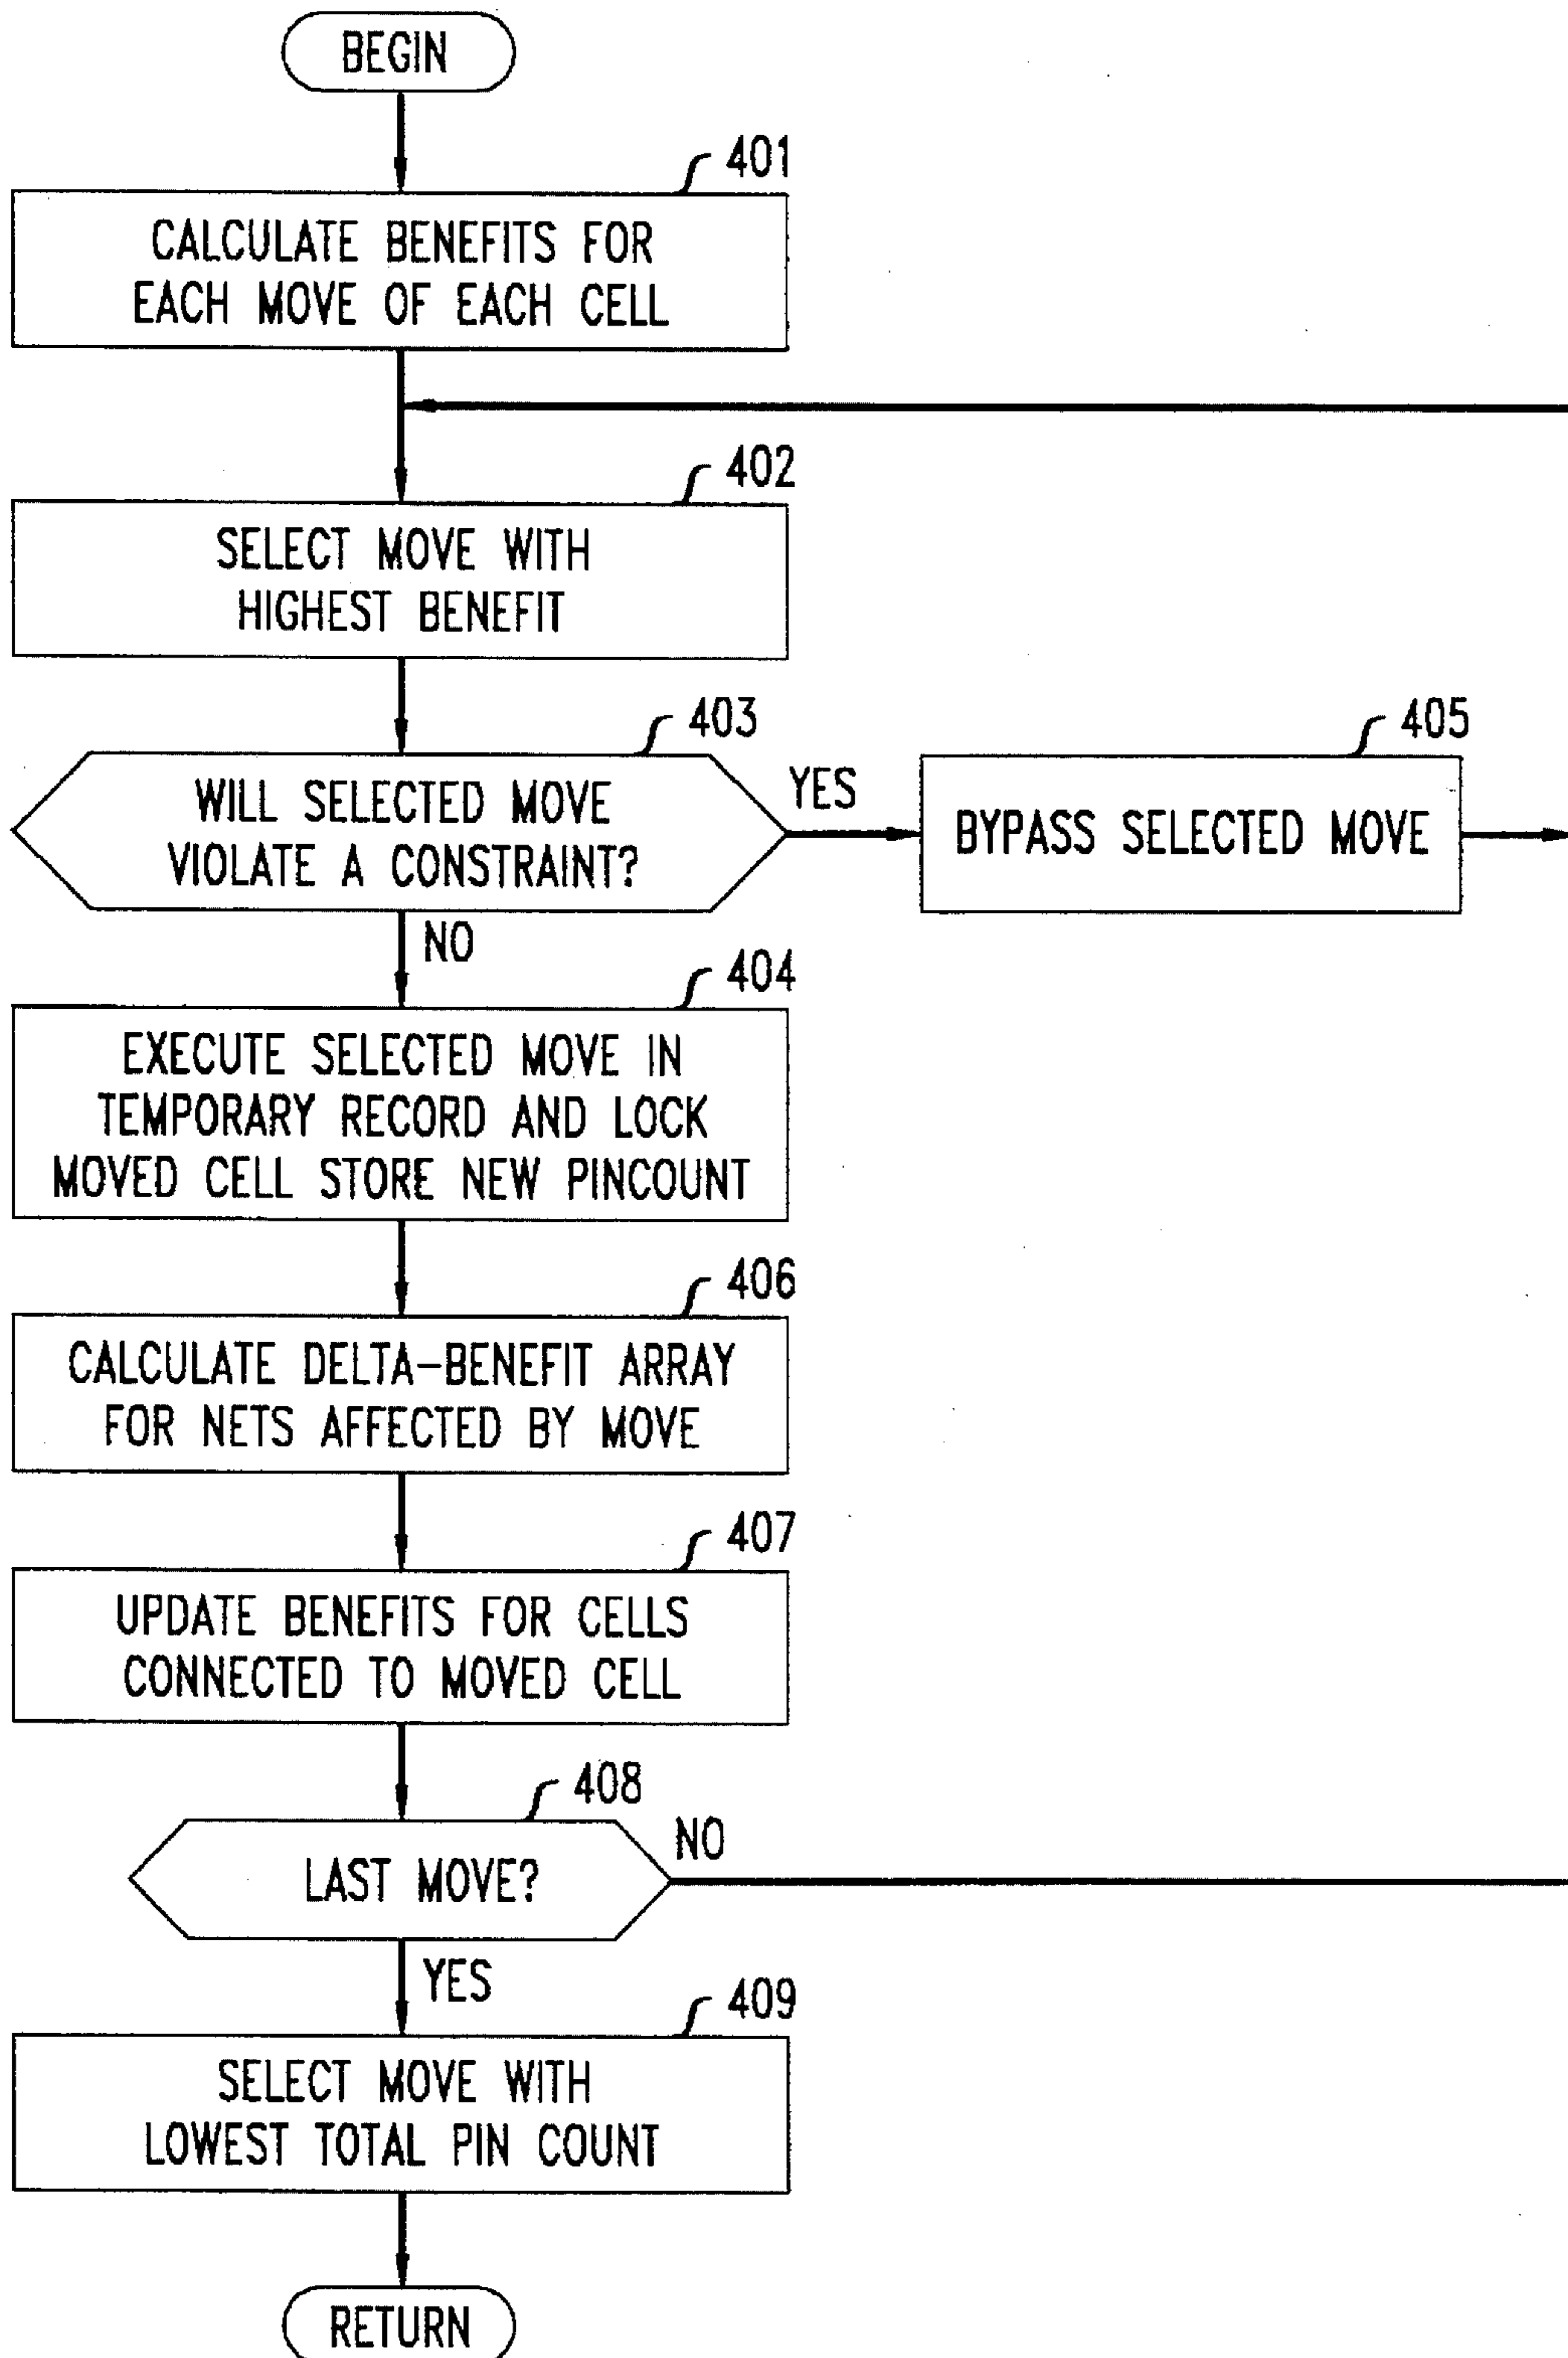 BEGIN
401
CALCULATE BENEFITS FOR
EACH MOVE OF EACH CELL
402
SELECT MOVE WITH
HIGHEST BENEFIT
403
WILL SELECTED MOVE
VIOLATE A CONSTRAINT?
YES
405
BYPASS SELECTED MOVE
NO
404
EXECUTE SELECTED MOVE IN
TEMPORARY RECORD AND LOCK
MOVED CELL STORE NEW PINCOUNT
406
CALCULATE DELTA-BENEFIT ARRAY
FOR NETS AFFECTED BY MOVE
407
UPDATE BENEFITS FOR CELLS
CONNECTED TO MOVED CELL
408
LAST MOVE?
NO
YES
409
SELECT MOVE WITH
LOWEST TOTAL PIN COUNT
RETURN